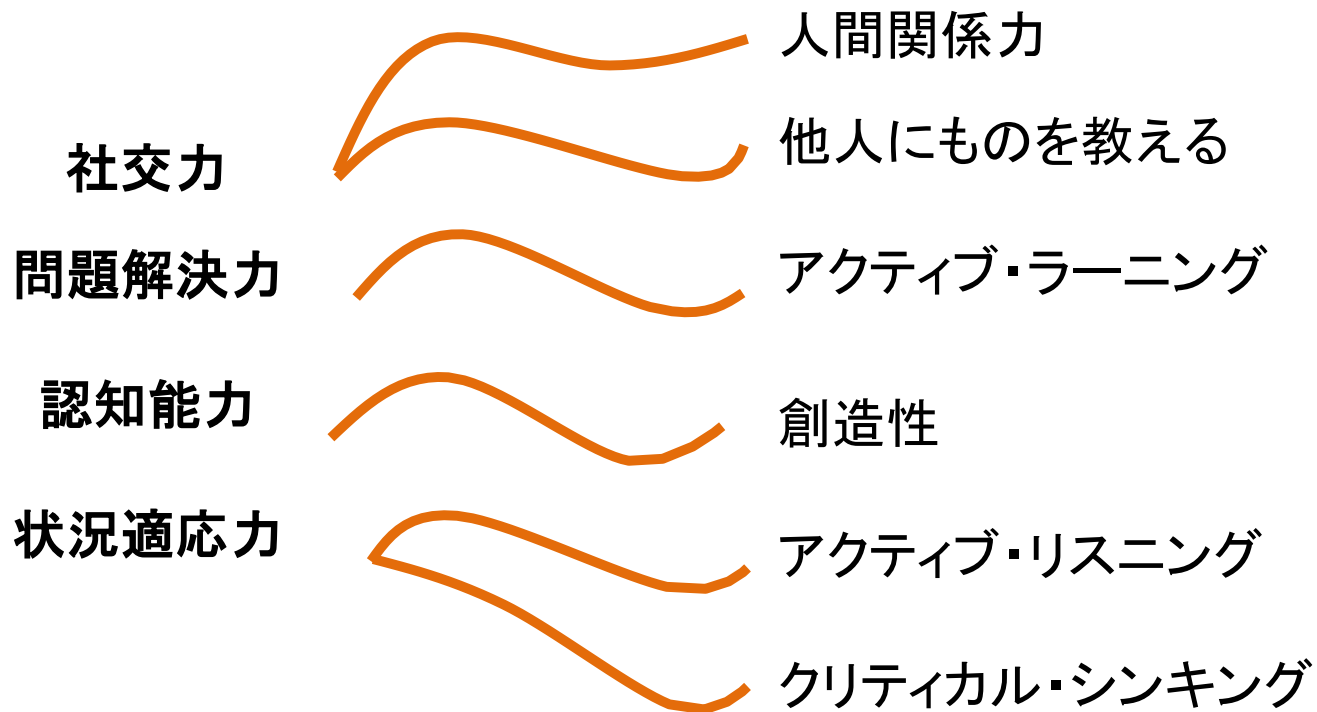 社交力
問題解決力
認知能力
状況適応力
人間関係力
他人にものを教える
アクティブ・ラーニング
創造性
アクティブ・リスニング
クリティカル・シンキング